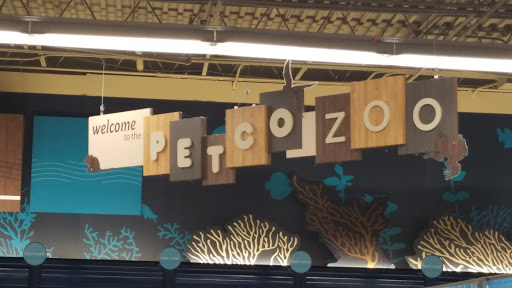 welcome
to the
PETCO ZOO